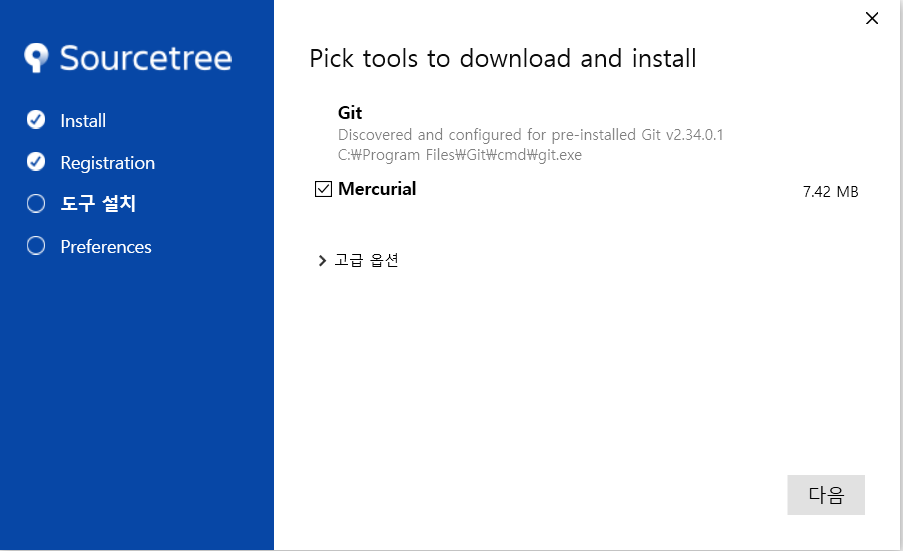 Sourcetree
Install
Registration
도구 설치
Preferences
Pick tools to download and install
Git
Discovered and configured for pre-installed Git v2.34.0.1
C:₩Program Files₩Git₩cmd₩git.exe
Mercurial 7.42 MB
고급 옵션
다음